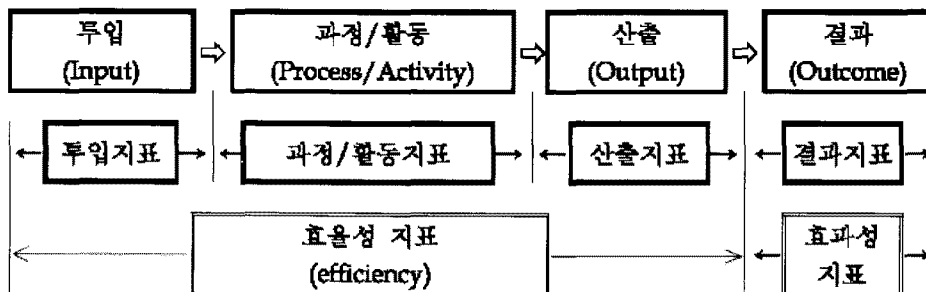 투입
(Input)
과정/활동
(Process/Activity)
산출
(Output)
결과
(Outcome)
투입지표
과정/활동지표
산출지표
결과지표
효율성 지표
(efficiency)
효과성
지표